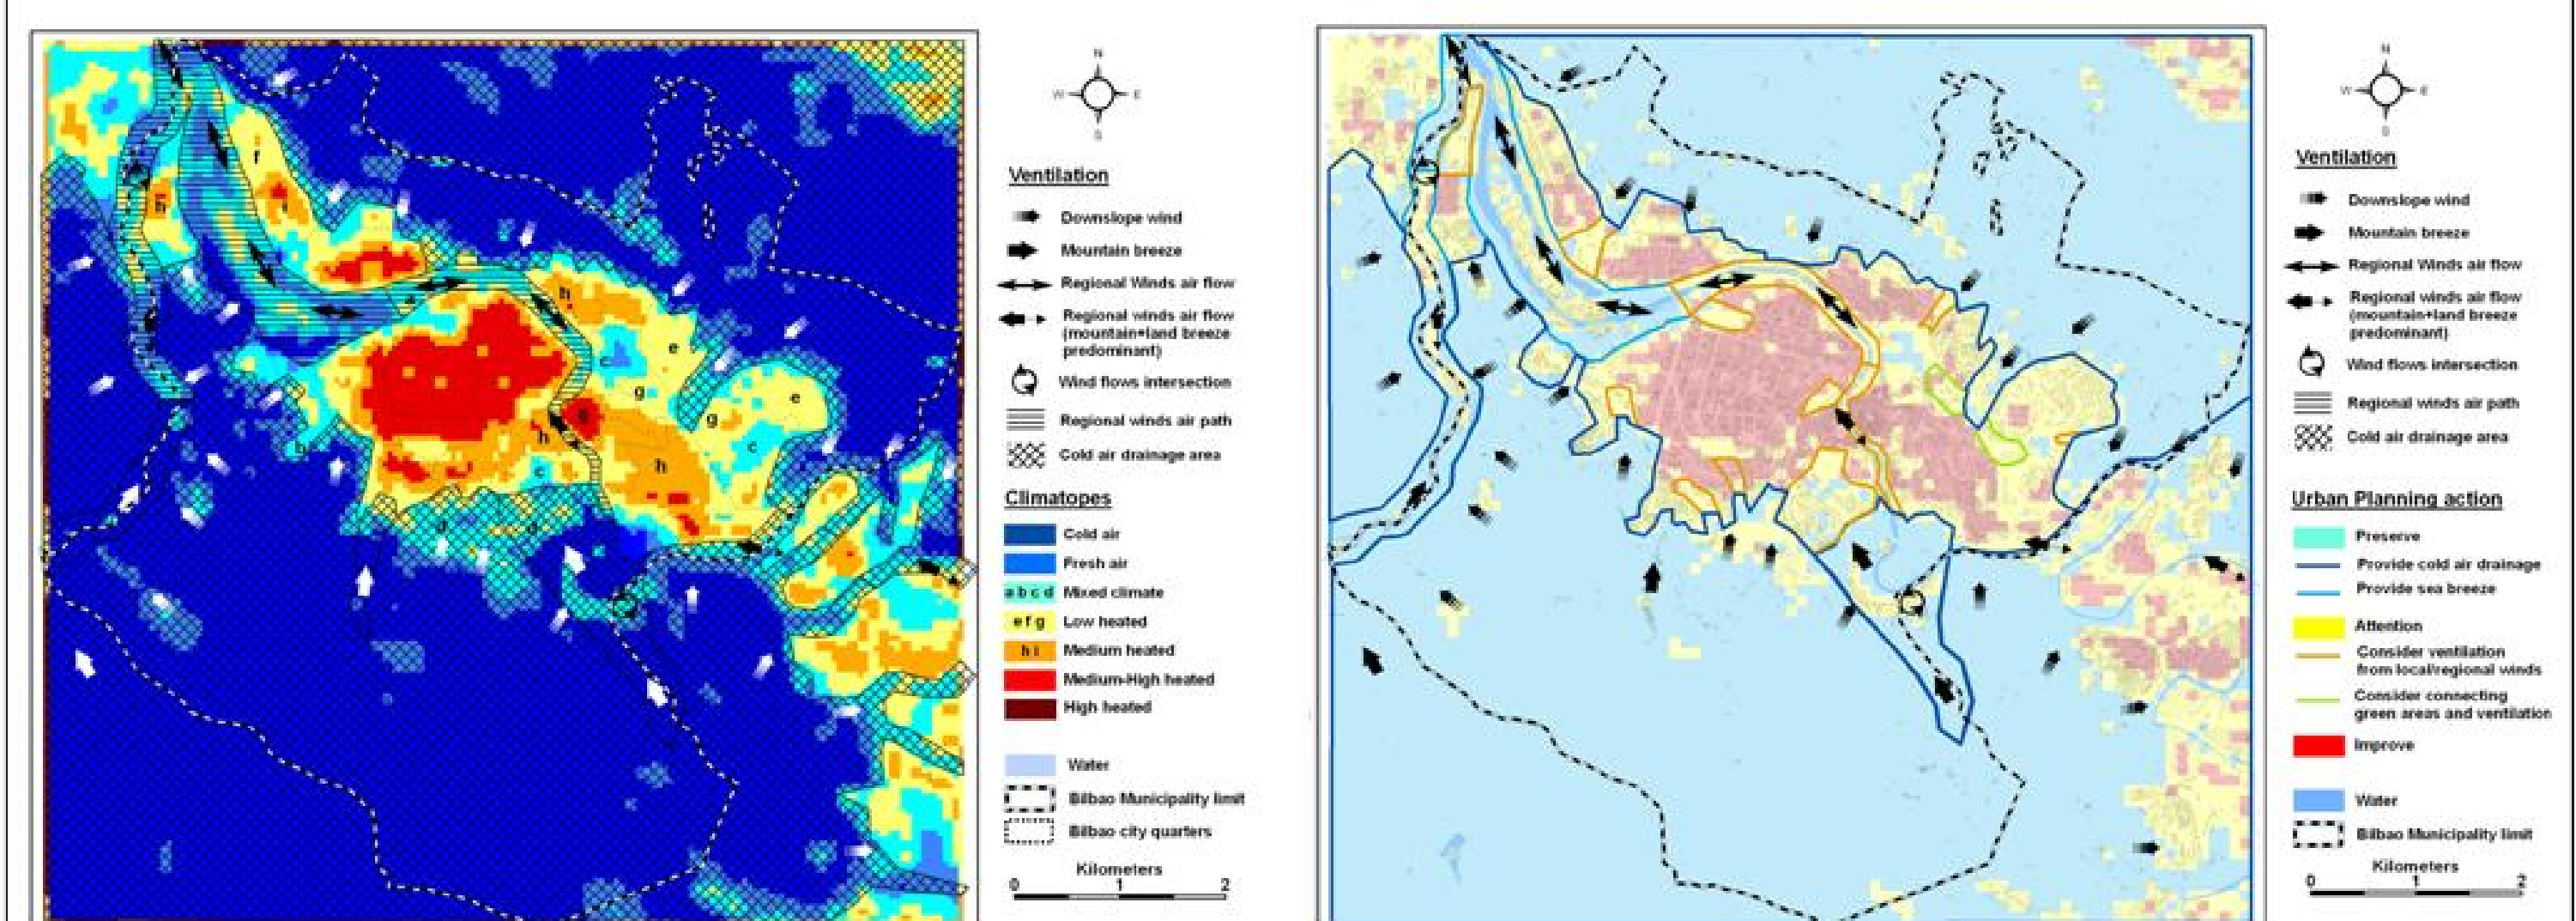 N
W
E
S
Ventilation
Downslope wind
Mountain breeze
Regional Winds air flow
Regional winds air flow
(mountain+land breeze
predominant)
Wind flows intersection
Regional winds air path
Cold air drainage area
Climatopes
Cold air
Fresh air
a b c d Mixed climate
e f g Low heated
h i Medium heated
Medium-High heated
High heated
Water
Bilbao Municipality limit
Bilbao city quarters
Kilometers
0 1 2
f
i
h
h
e
c
g
e
g
c
h
h
c
d
d
N
W
E
S
Ventilation
Downslope wind
Mountain breeze
Regional Winds air flow
Regional winds air flow
(mountain+land breeze
predominant)
Wind flows intersection
Regional winds air path
Cold air drainage area
Urban Planning action
Preserve
Provide cold air drainage
Provide sea breeze
Attention
Consider ventilation
from local/regional winds
Consider connecting
green areas and ventilation
Improve
Water
Bilbao Municipality limit
Kilometers
0 1 2